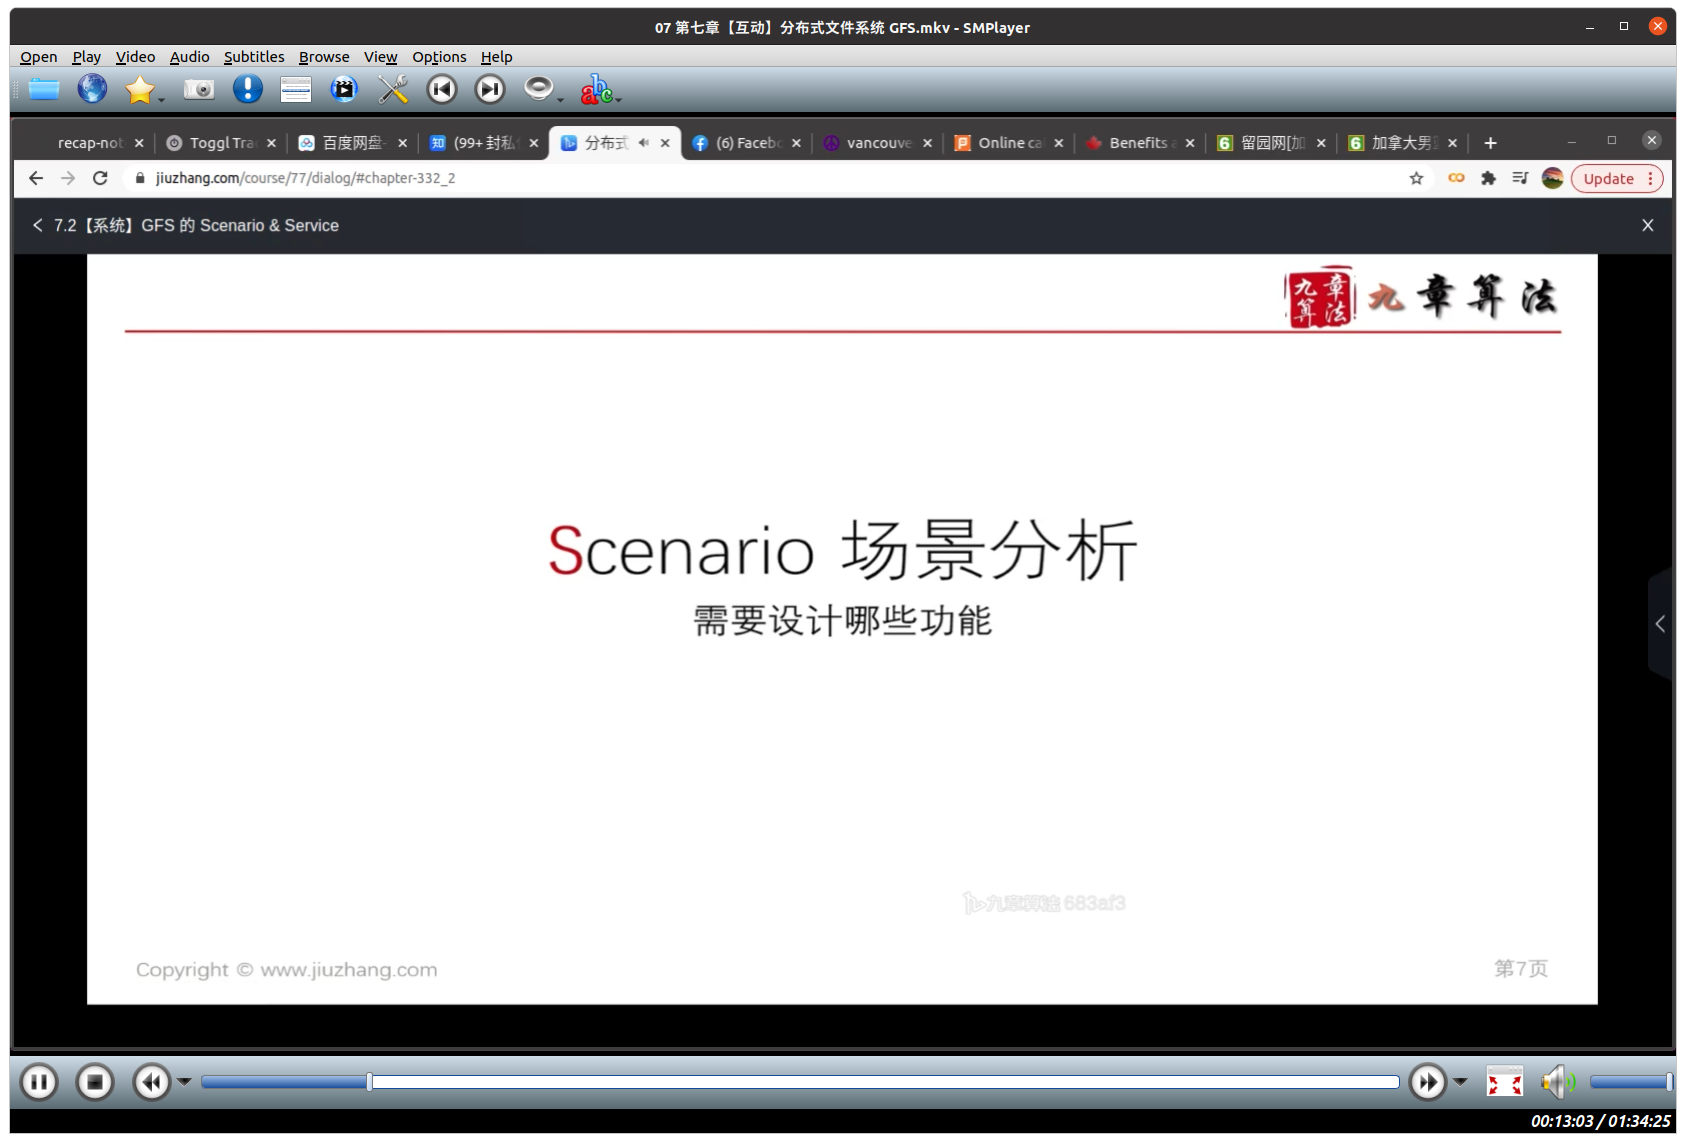 07 第七章【互动】分布式文件系统 GFS.mkv - SMPlayer
Open Play Video Audio Subtitles Browse View Options Help
abc
recap-not Toggl Tra 百度网盘- 知 (99+ 封私 分布式 (6) Facebo vancouve Online ca Benefits a 6 留园网[加 6 加拿大男
jiuzhang.com/course/77/dialog/#chapter-332_2 Update
7.2【系统】GFS 的 Scenario & Service
九章算法 九章算法
Scenario 场景分析
需要设计哪些功能
九章算法 683af3
Copyright © www.jiuzhang.com 第7页
00:13:03 / 01:34:25